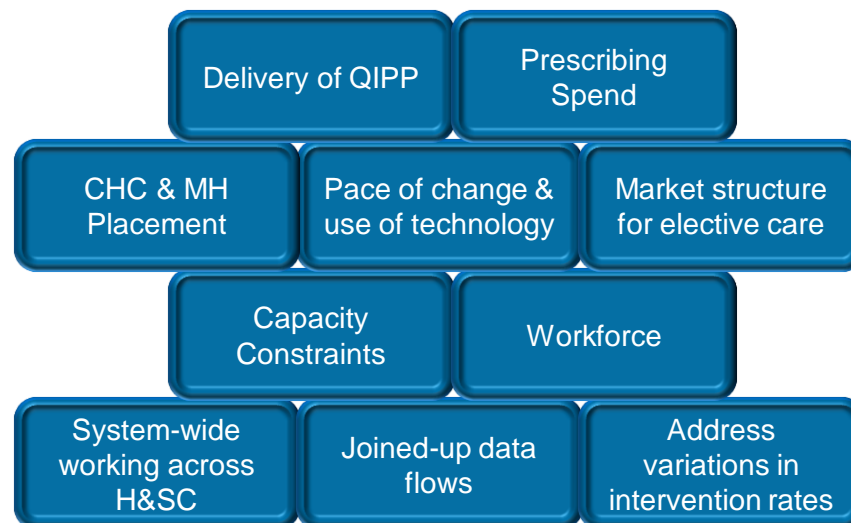 Delivery of QIPP
Prescribing
Spend
CHC & MH
Placement
Pace of change &
use of technology
Market structure
for elective care
Capacity
Constraints
Workforce
System-wide
working across
H&SC
Joined-up data
flows
Address
variations in
intervention rates